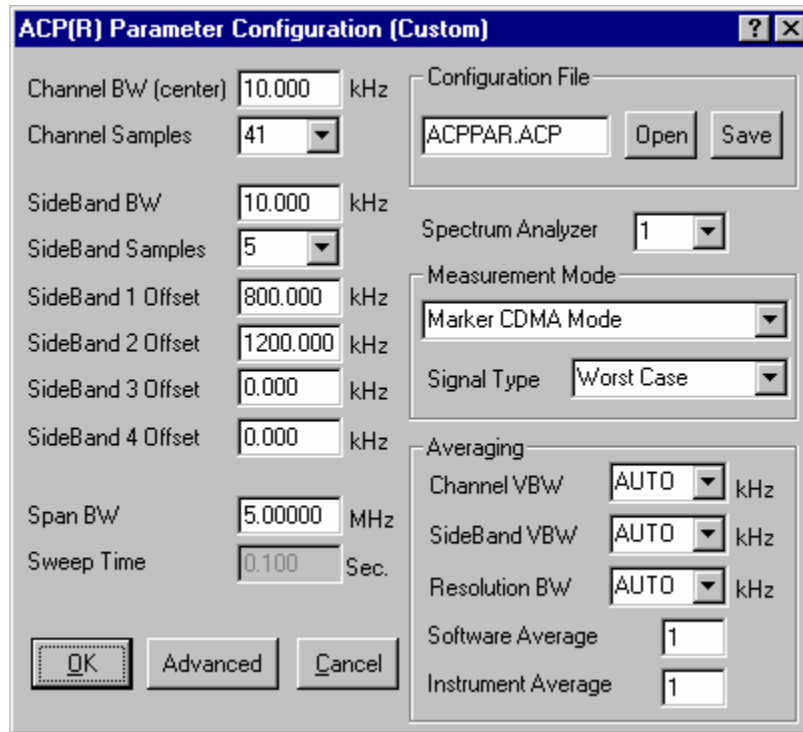 ACP(R) Parameter Configuration (Custom) ? X
Channel BW (center) 10.000 kHz
Channel Samples 41
SideBand BW 10.000 kHz
SideBand Samples 5
SideBand 1 Offset 800.000 kHz
SideBand 2 Offset 1200.000 kHz
SideBand 3 Offset 0.000 kHz
SideBand 4 Offset 0.000 kHz
Span BW 5.00000 MHz
Sweep Time 0.100 Sec.
OK Advanced Cancel
Configuration File
ACPPAR.ACP Open Save
Spectrum Analyzer 1
Measurement Mode
Marker CDMA Mode
Signal Type Worst Case
Averaging
Channel VBW AUTO kHz
SideBand VBW AUTO kHz
Resolution BW AUTO kHz
Software Average 1
Instrument Average 1